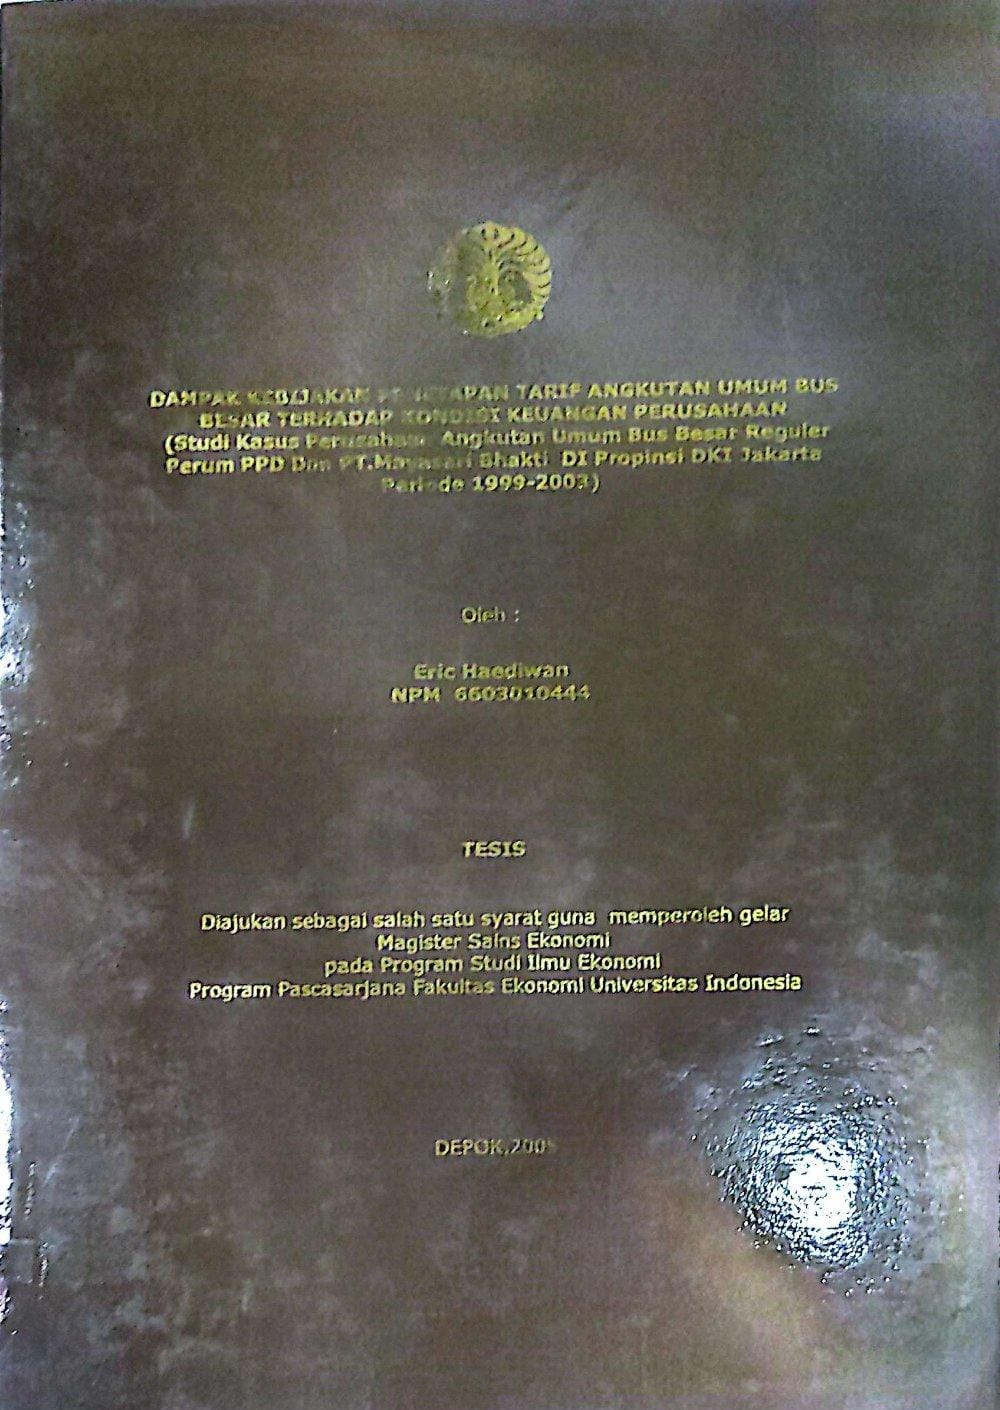 DAMPAK KEBIJAKAN PENETAPAN TARIF ANGKUTAN UMUM BUS
BESAR TERHADAP KONDISI KEUANGAN PERUSAHAAN
(Studi Kasus Perusahaan Angkutan Umum Bus Besar Reguler
Perum PPD Dan PT.Mayasari Bhakti DI Propinsi DKI Jakarta
Periode 1999-2003)
Oleh :
Eric Haediwan
NPM 6603010444
TESIS
Diajukan sebagai salah satu syarat guna memperoleh gelar
Magister Sains Ekonomi
pada Program Studi Ilmu Ekonomi
Program Pascasarjana Fakultas Ekonomi Universitas Indonesia
DEPOK,